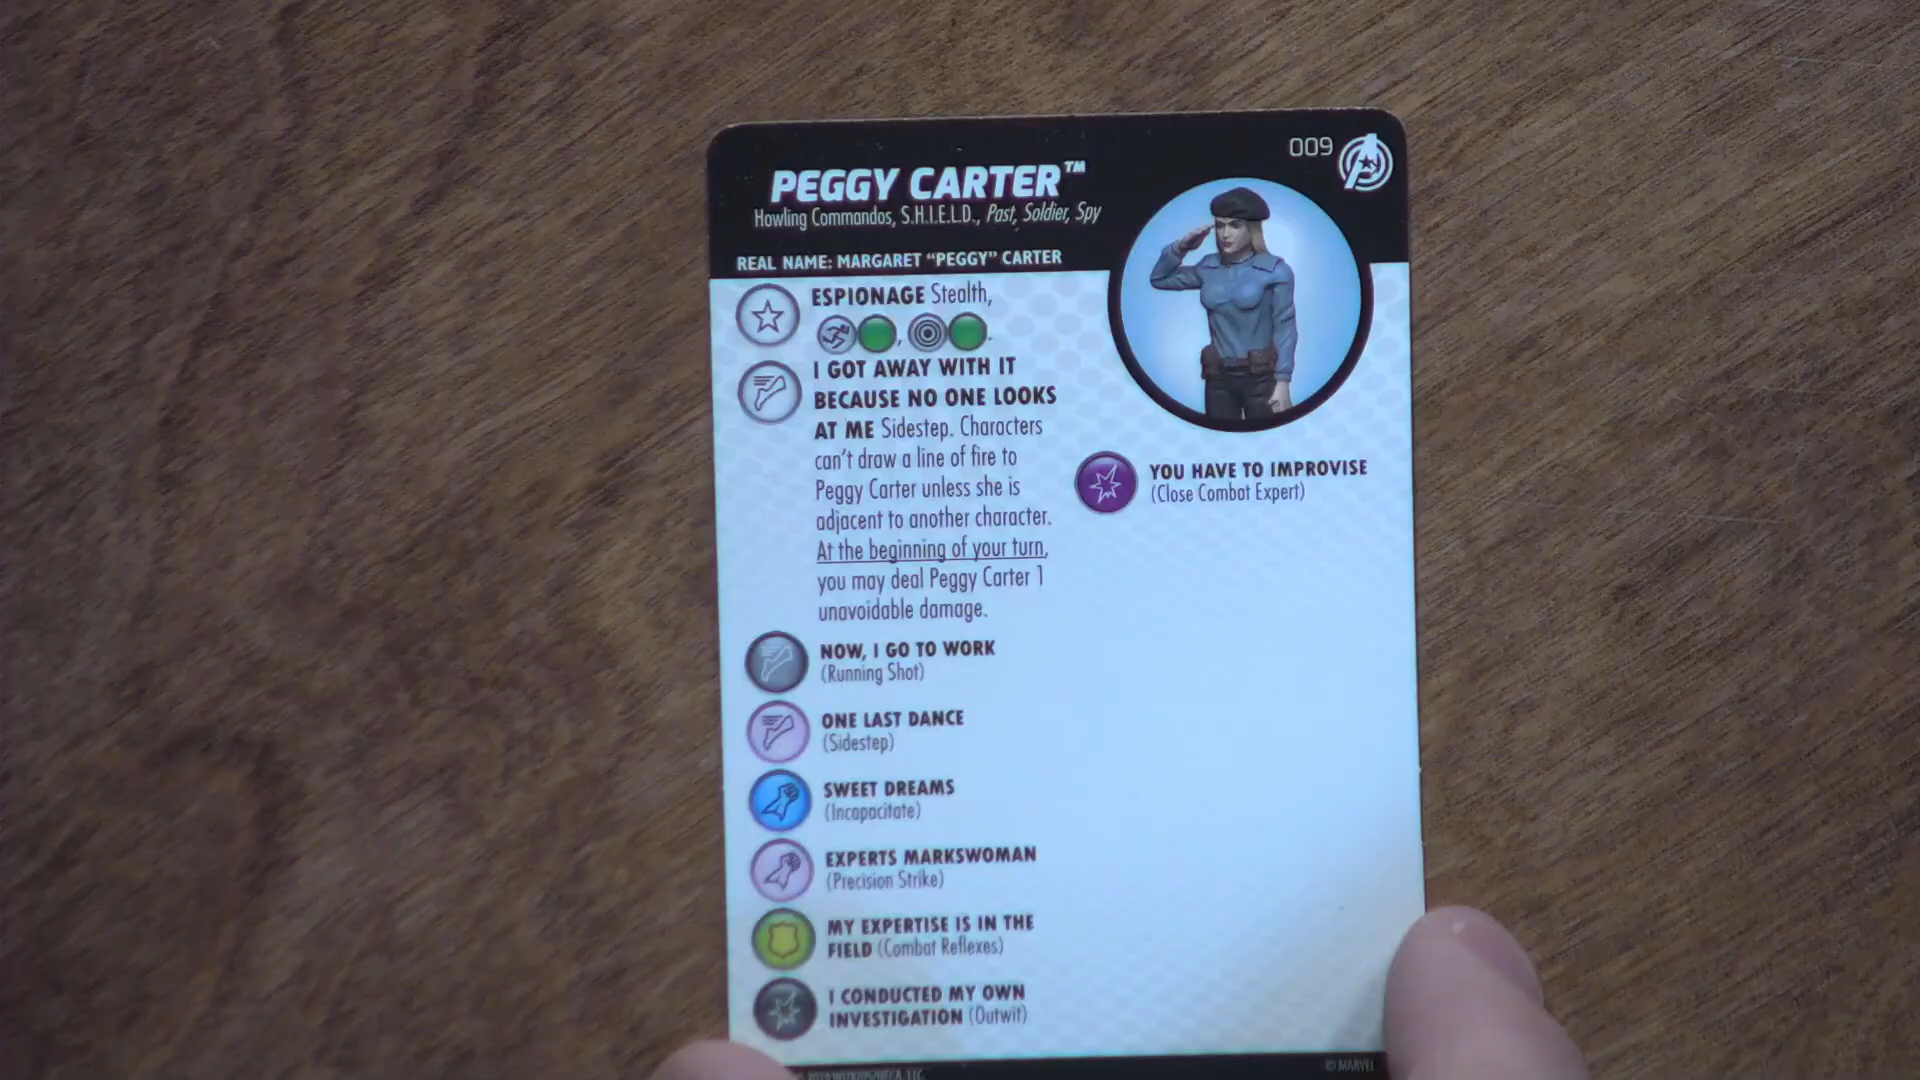 009
PEGGY CARTER™
Howling Commandos, S.H.I.E.L.D., Past, Soldier, Spy
REAL NAME: MARGARET "PEGGY" CARTER
ESPIONAGE Stealth,
, .
I GOT AWAY WITH IT
BECAUSE NO ONE LOOKS
AT ME Sidestep. Characters
can't draw a line of fire to
Peggy Carter unless she is
adjacent to another character.
At the beginning of your turn,
you may deal Peggy Carter 1
unavoidable damage.
NOW, I GO TO WORK
(Running Shot)
ONE LAST DANCE
(Sidestep)
SWEET DREAMS
(Incapacitate)
EXPERTS MARKSWOMAN
(Precision Strike)
MY EXPERTISE IS IN THE
FIELD (Combat Reflexes)
I CONDUCTED MY OWN
INVESTIGATION (Outwit)
YOU HAVE TO IMPROVISE
(Close Combat Expert)
© MARVEL